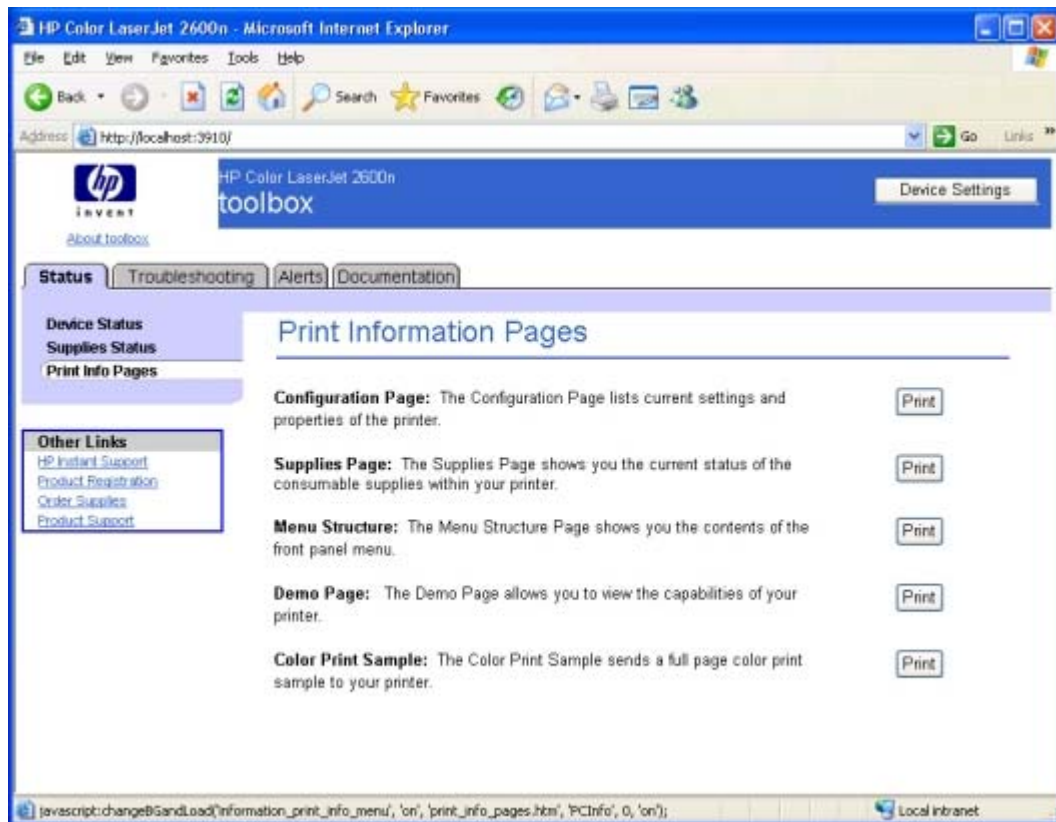 HP Color LaserJet 2600n - Microsoft Internet Explorer
File Edit View Favorites Tools Help
Back Search Favorites
Address http://localhost:3910/ Go Links »
hp
invent
HP Color LaserJet 2600n
toolbox
Device Settings
About toolbox
Status Troubleshooting Alerts Documentation
Device Status
Supplies Status
Print Info Pages
Other Links
HP Instant Support
Product Registration
Order Supplies
Product Support
Print Information Pages
Configuration Page: The Configuration Page lists current settings and
properties of the printer.
Print
Supplies Page: The Supplies Page shows you the current status of the
consumable supplies within your printer.
Print
Menu Structure: The Menu Structure Page shows you the contents of the
front panel menu.
Print
Demo Page: The Demo Page allows you to view the capabilities of your
printer.
Print
Color Print Sample: The Color Print Sample sends a full page color print
sample to your printer.
Print
javascript:changeBGandLoad('information_print_info_menu', 'on', 'print_info_pages.htm', 'PCInfo', 0, 'on');
Local intranet